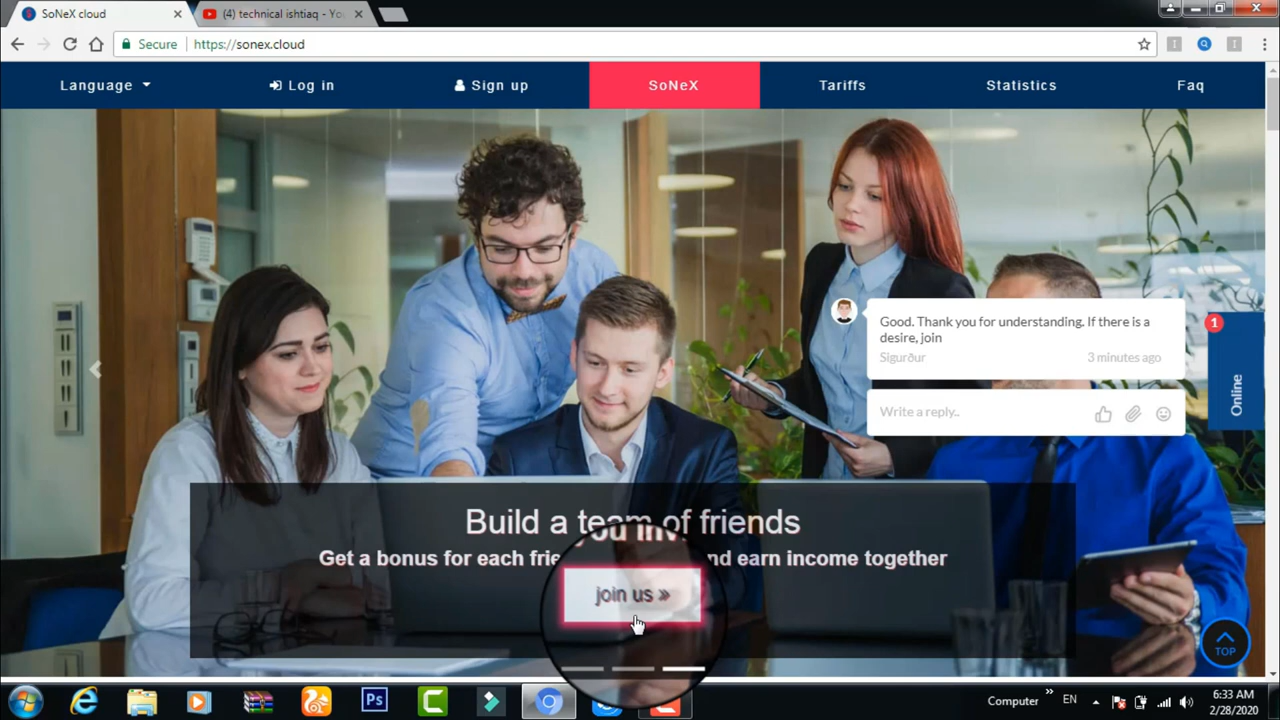 SoNeX cloud
(4) technical ishtiaq - Yo
Secure
https://sonex.cloud
Language
Log in
Sign up
SoNeX
Tariffs
Statistics
Faq
Good. Thank you for understanding. If there is a
desire, join
Sigurður
3 minutes ago
1
Online
Write a reply..
Build a team of friends
you inv
Get a bonus for each frie
nd earn income together
join us »
TOP
Ps
Computer
EN
6:33 AM
2/28/2020